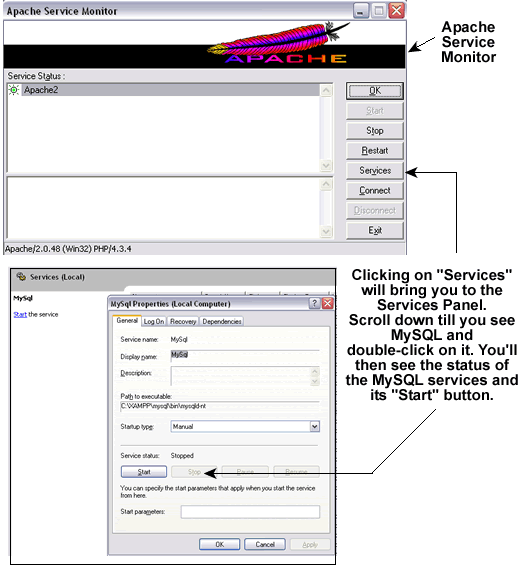 Apache Service Monitor
APACHE
Apache
Service
Monitor
Service Status :
Apache2
OK
Start
Stop
Restart
Services
Connect
Disconnect
Exit
Apache/2.0.48 (Win32) PHP/4.3.4
Services (Local)
MySql
Start the service
MySql Properties (Local Computer)
General Log On Recovery Dependencies
Service name: MySql
Display name: MySql
Description:
Path to executable:
C:\XAMPP\mysql\bin\mysqld-nt
Startup type: Manual
Service status: Stopped
Start Stop Pause Resume
You can specify the start parameters that apply when you start the service
from here.
Start parameters:
OK Cancel Apply
Clicking on "Services"
will bring you to the
Services Panel.
Scroll down till you see
MySQL and
double-click on it. You'll
then see the status of
the MySQL services and
its "Start" button.